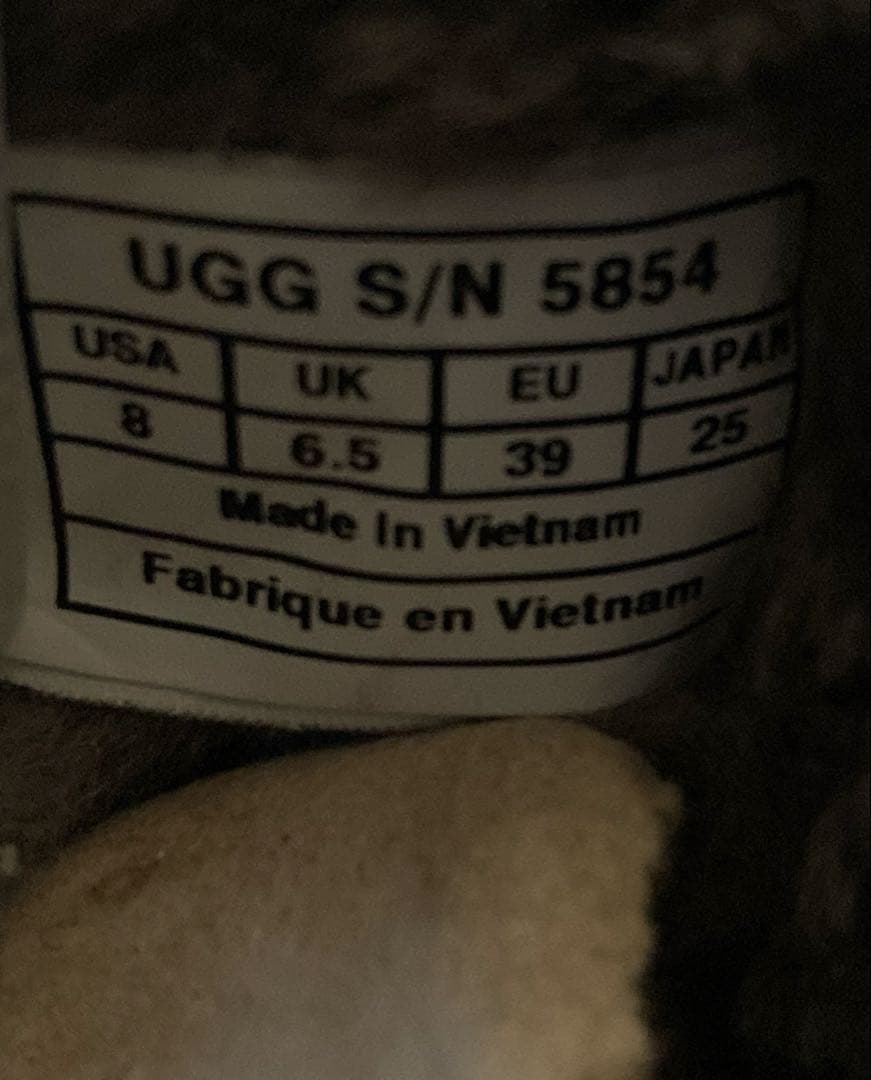 UGG S/N 5854
USA UK EU JAPAN
8 6.5 39 25
Made In Vietnam
Fabrique en Vietnam